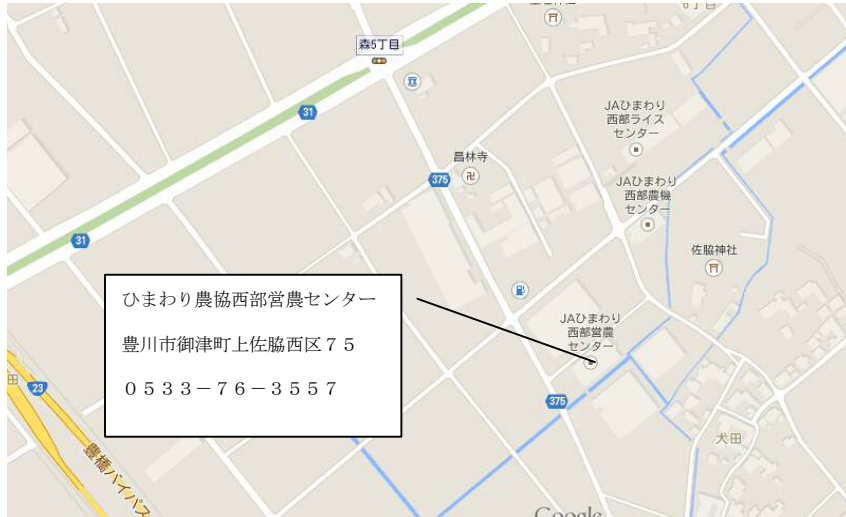 6丁目
森5丁目
31
JAひまわり
西部ライス
センター
昌林寺
375
JAひまわり
西部農機
センター
31
佐脇神社
ひまわり農協西部営農センター
豊川市御津町上佐脇西区７５
０５３３－７６－３５５７
JAひまわり
西部営農
センター
田
23
375
犬田
豊橋バイパス
Google